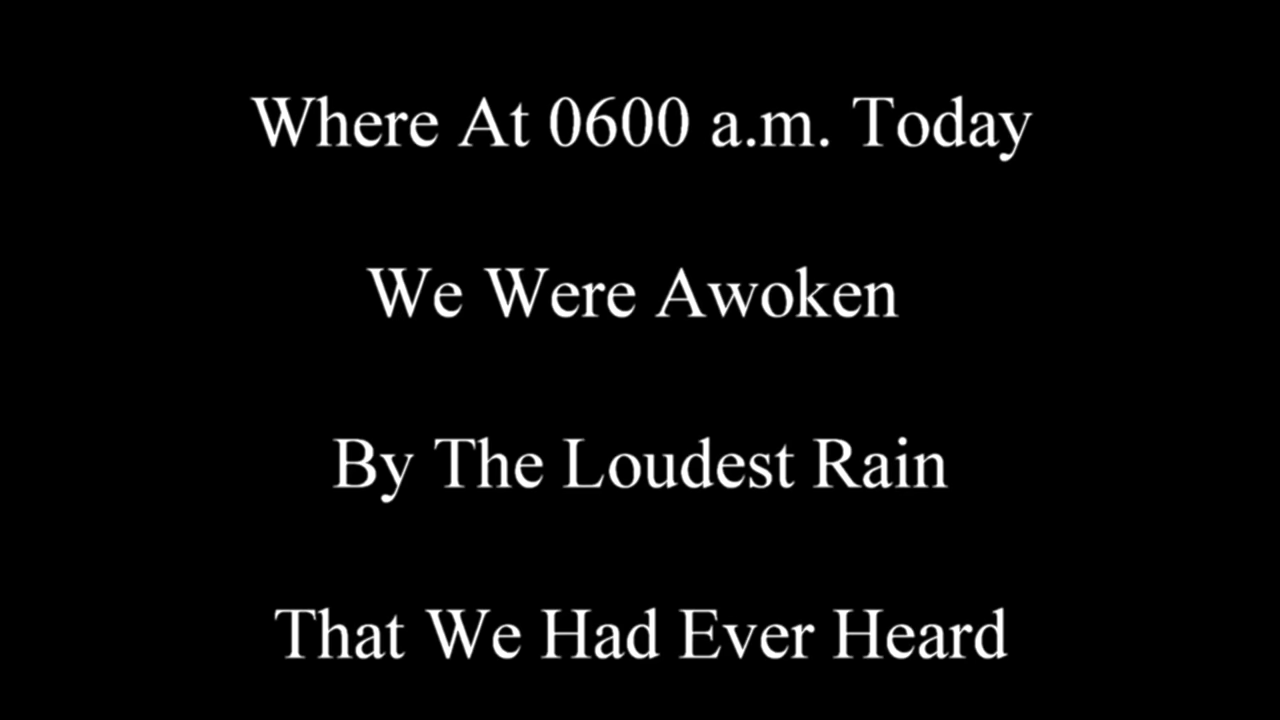 Where At 0600 a.m. Today
We Were Awoken
By The Loudest Rain
That We Had Ever Heard